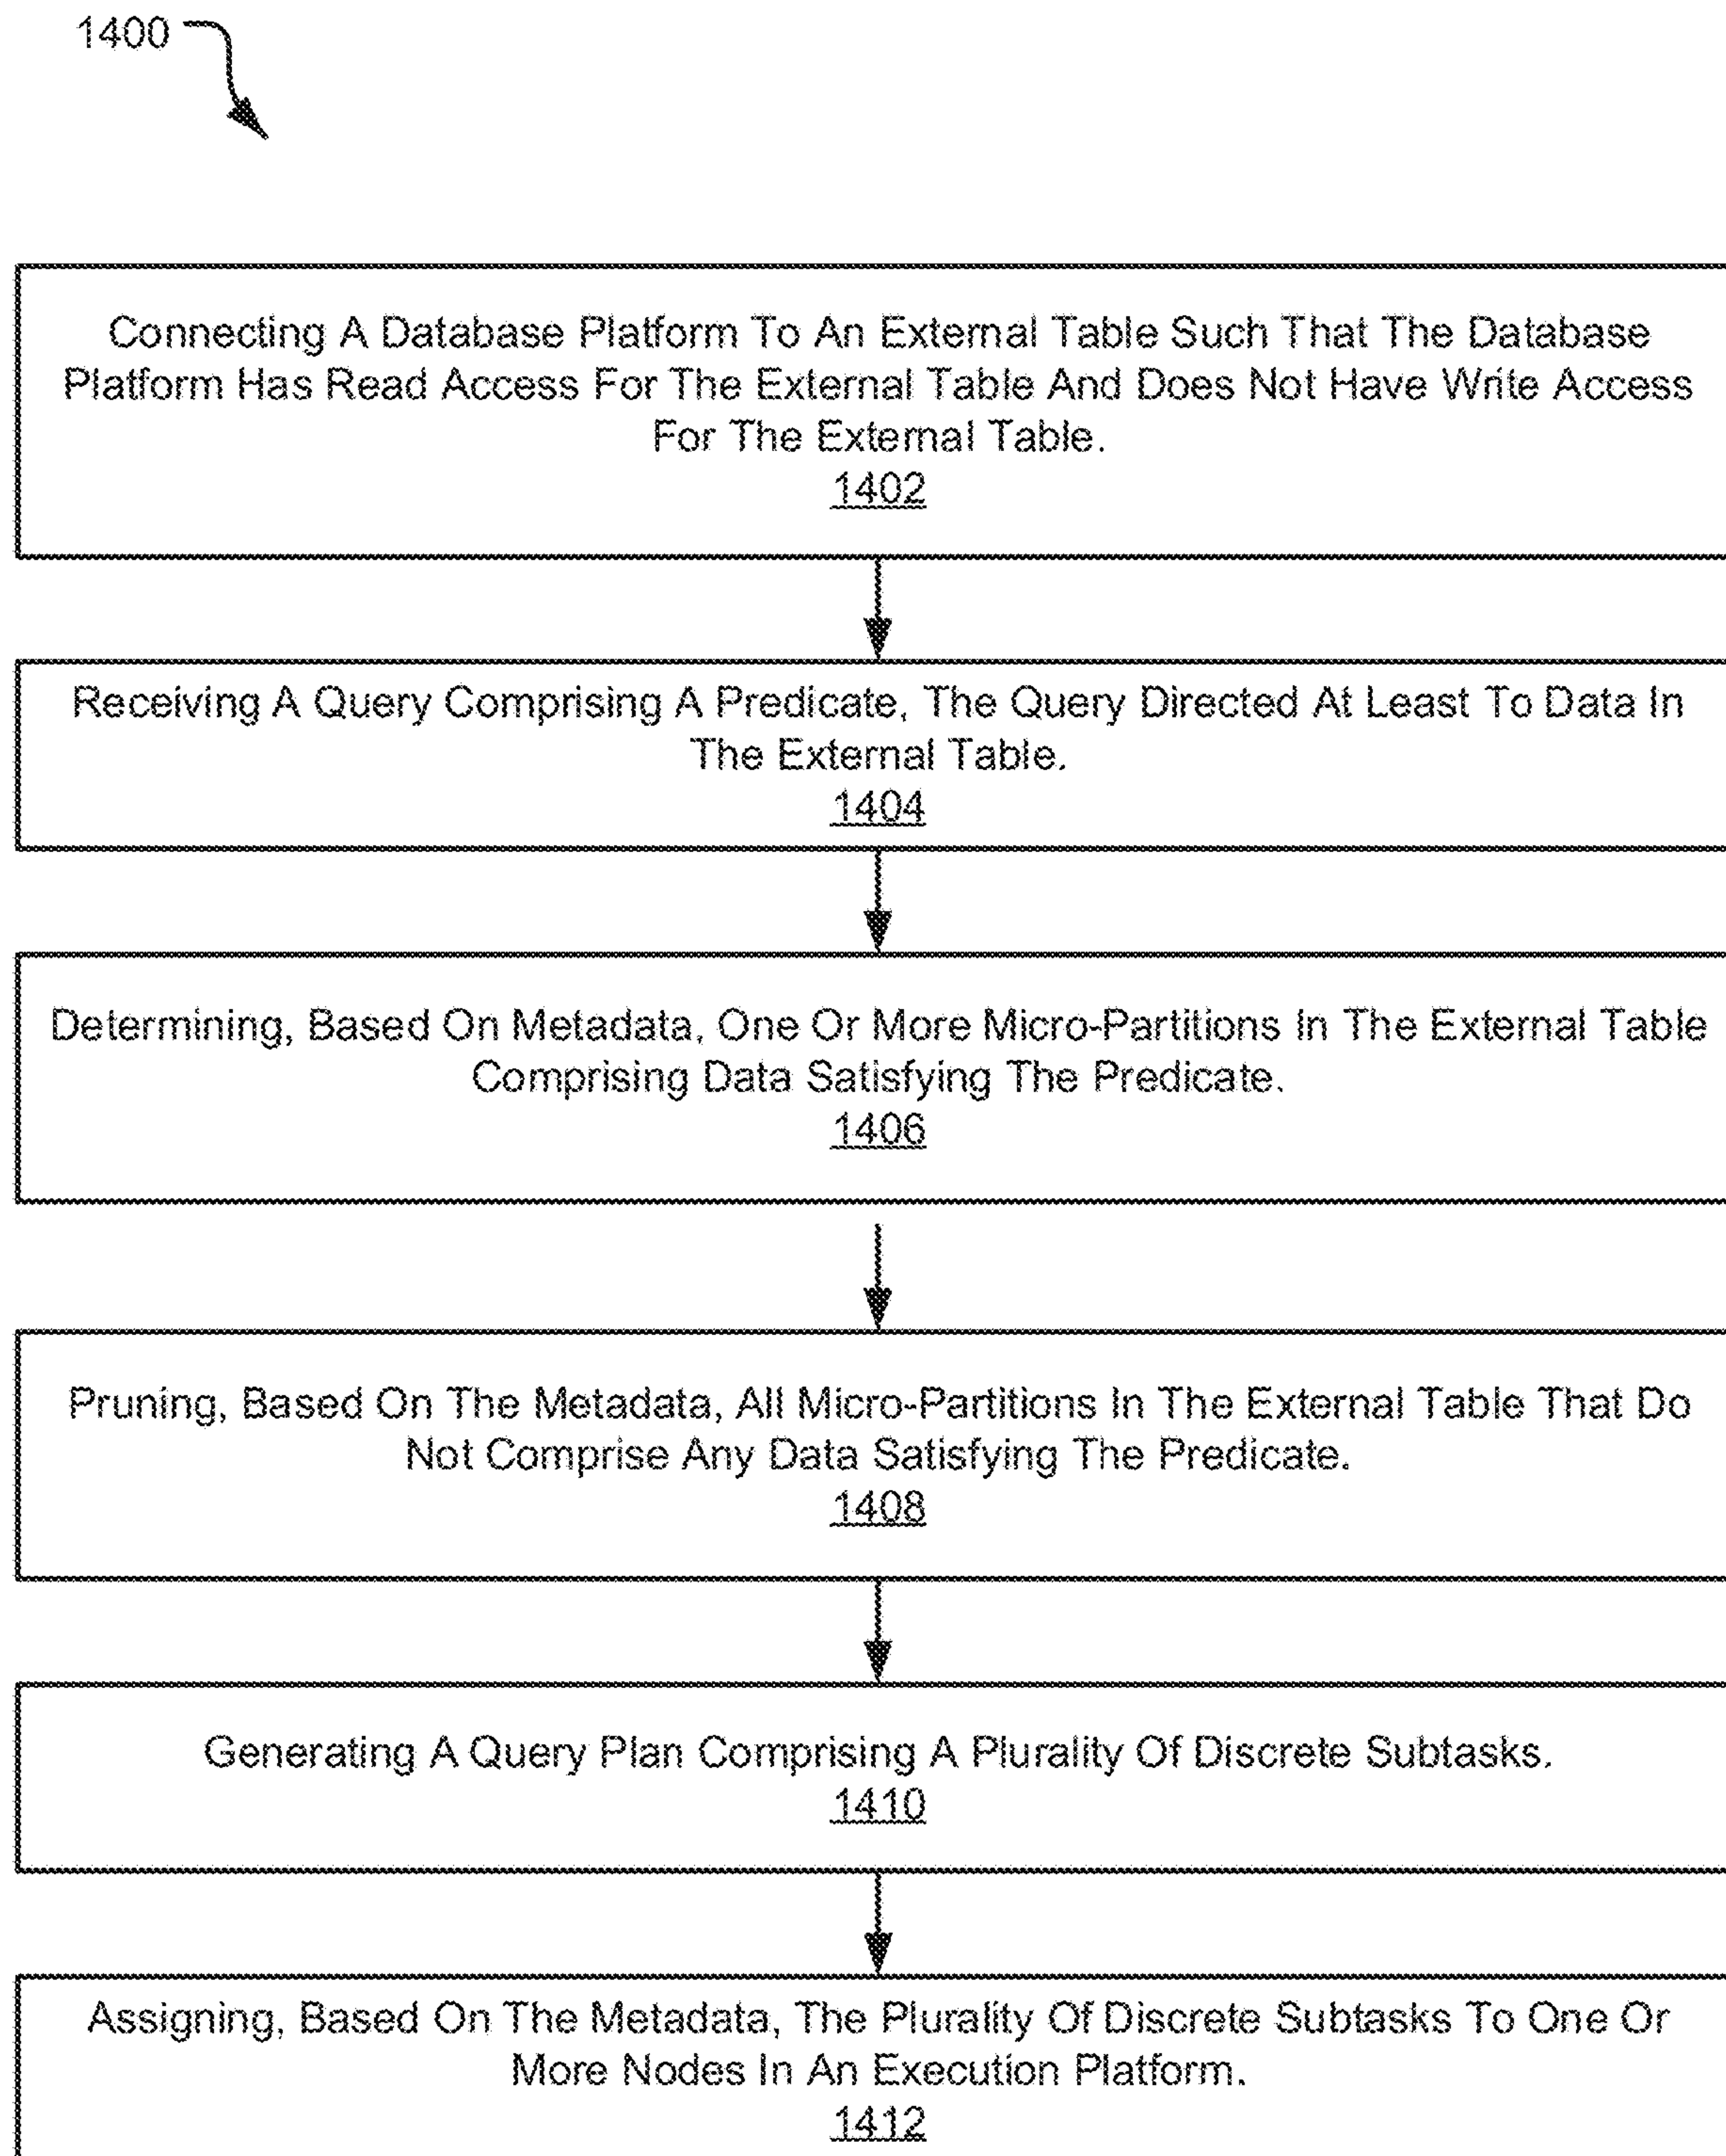 1400
Connecting A Database Platform To An External Table Such That The Database
Platform Has Read Access For The External Table And Does Not Have Write Access
For The External Table.
1402
Receiving A Query Comprising A Predicate, The Query Directed At Least To Data In
The External Table.
1404
Determining, Based On Metadata, One Or More Micro-Partitions In The External Table
Comprising Data Satisfying The Predicate.
1406
Pruning, Based On The Metadata, All Micro-Partitions In The External Table That Do
Not Comprise Any Data Satisfying The Predicate.
1408
Generating A Query Plan Comprising A Plurality Of Discrete Subtasks.
1410
Assigning, Based On The Metadata, The Plurality Of Discrete Subtasks To One Or
More Nodes In An Execution Platform.
1412